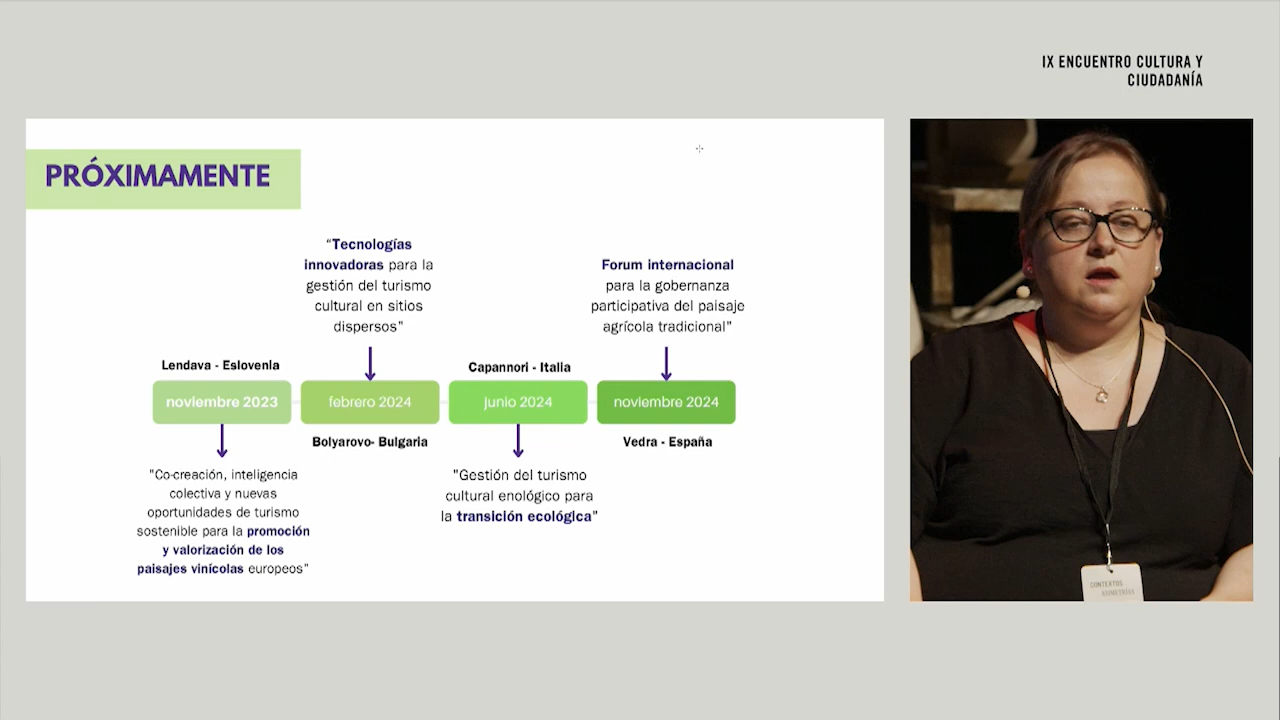 IX ENCUENTRO CULTURA Y
CIUDADANÍA
PRÓXIMAMENTE
"Tecnologías
innovadoras para la
gestión del turismo
cultural en sitios
dispersos"
Forum internacional
para la gobernanza
participativa del paisaje
agrícola tradicional"
Lendava - Eslovenia
Capannori - Italia
noviembre 2023
febrero 2024
junio 2024
noviembre 2024
Bolyarovo- Bulgaria
Vedra - España
"Co-creación, inteligencia
colectiva y nuevas
oportunidades de turismo
sostenible para la promoción
y valorización de los
paisajes vinícolas europeos"
"Gestión del turismo
cultural enológico para
la transición ecológica"
CONTEXTOS